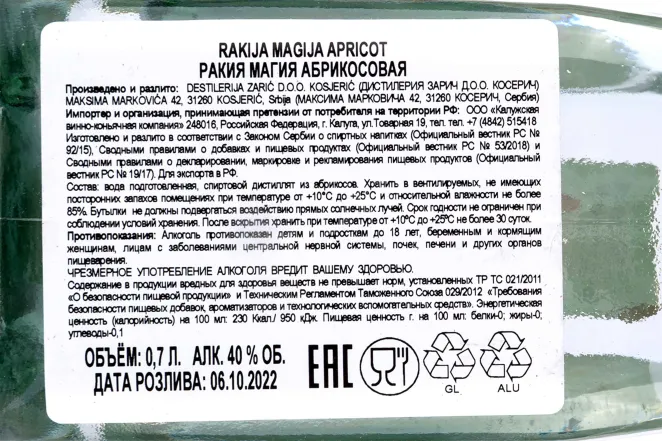 RAKIJA MAGIJA APRICOT
РАКИЯ МАГИЯ АБРИКОСОВАЯ
Произведено и разлито: DESTILERIJA ZARIĆ D.O.O. KOSJERIĆ (ДИСТИЛЕРИЯ ЗАРИЧ Д.О.О. КОСЕРИЧ)
MAKSIMA MARKOVIĆA 42, 31260 KOSJERIĆ, Srbija (МАКСИМА МАРКОВИЧА 42, 31260 КОСЕРИЧ, Сербия)
Импортер и организация, принимающая претензии от потребителя на территории РФ: ООО «Калужская
винно-коньячная компания» 248016, Российская Федерация, г. Калуга, ул.Товарная 19, тел. тел. +7 (4842) 515418
Изготовлено и разлито в соответствии с Законом Сербии о спиртных напитках (Официальный вестник РС №
92/15), Сводными правилами о добавках и пищевых продуктах (Официальный вестник РС № 53/2018) и
Сводными правилами о декларировании, маркировке и рекламирования пищевых продуктов (Официальный
вестник РС № 19/17). Для экспорта в РФ.
Состав: вода подготовленная, спиртовой дистиллят из абрикосов. Хранить в вентилируемых, не имеющих
посторонних запахов помещениях при температуре от +10°С до +25°С и относительной влажности не более
85%. Бутылки не должны подвергаться воздействию прямых солнечных лучей. Срок годности не ограничен при
соблюдении условий хранения. После вскрытия хранить при температуре от +10°С до +25°С не более 30 суток.
Противопоказания: Алкоголь противопоказан детям и подросткам до 18 лет, беременным и кормящим
женщинам, лицам с заболеваниями центральной нервной системы, почек, печени и других органов
пищеварения.
ЧРЕЗМЕРНОЕ УПОТРЕБЛЕНИЕ АЛКОГОЛЯ ВРЕДИТ ВАШЕМУ ЗДОРОВЬЮ.
Содержание в продукции вредных для здоровья веществ не превышает норм, установленных ТР ТС 021/2011
«О безопасности пищевой продукции» и Техническим Регламентом Таможенного Союза 029/2012 «Требования
безопасности пищевых добавок, ароматизаторов и технологических вспомогательных средств». Энергетическая
ценность (калорийность) на 100 мл: 230 Ккал./ 950 кДж. Пищевая ценность г. на 100 мл: белки-0; жиры-0;
углеводы-0,1
ОБЪЁМ: 0,7 Л. АЛК. 40 % ОБ.
ДАТА РОЗЛИВА: 06.10.2022
EAC
GL
ALU